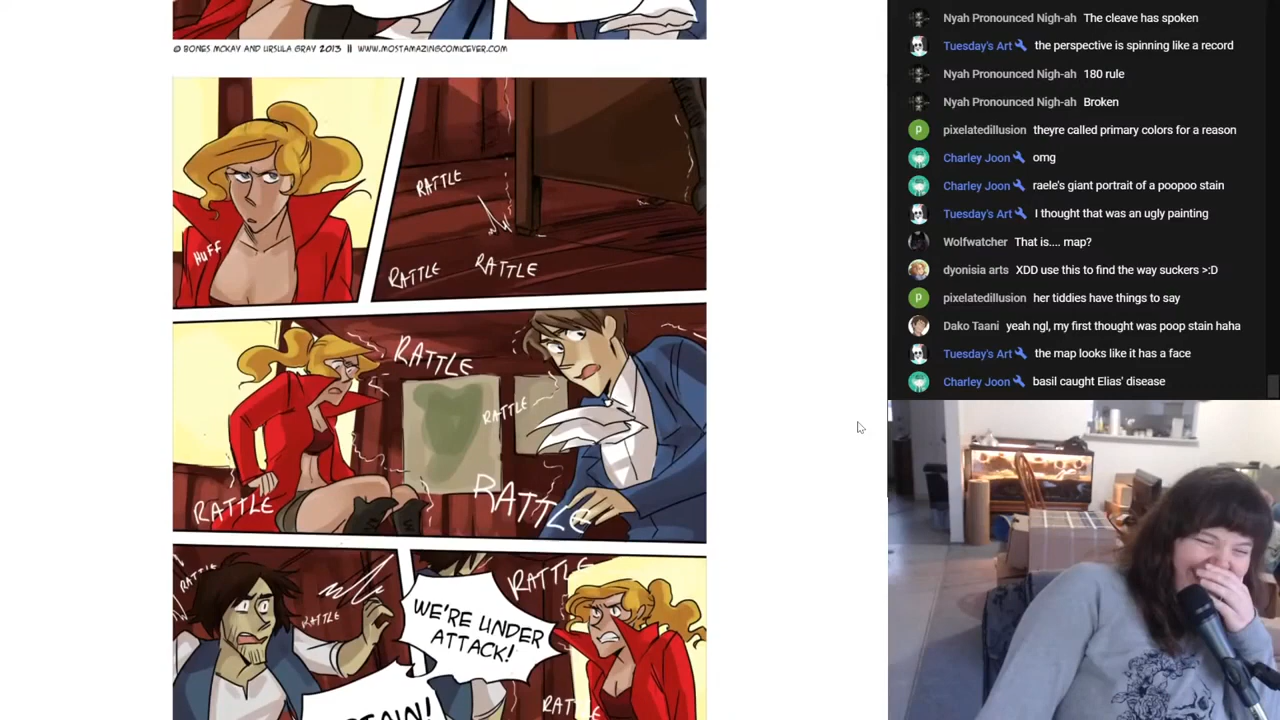 © BONES MCKAY AND URSULA GRAY 2013 || WWW.MOSTAMAZINGCOMICEVER.COM
HUFF
RATTLE
RATTLE
RATTLE
RATTLE
RATTLE
RATTLE
RATTLE
RATTLE
RATTLE
RATTLE
WE'RE UNDER
ATTACK!
RATTLE
Nyah Pronounced Nigh-ah The cleave has spoken
Tuesday's Art the perspective is spinning like a record
Nyah Pronounced Nigh-ah 180 rule
Nyah Pronounced Nigh-ah Broken
p pixelatedillusion theyre called primary colors for a reason
Charley Joon omg
Charley Joon raele's giant portrait of a poopoo stain
Tuesday's Art I thought that was an ugly painting
Wolfwatcher That is.... map?
dyonisia arts XDD use this to find the way suckers >:D
p pixelatedillusion her tiddies have things to say
Dako Taani yeah ngl, my first thought was poop stain haha
Tuesday's Art the map looks like it has a face
Charley Joon basil caught Elias' disease